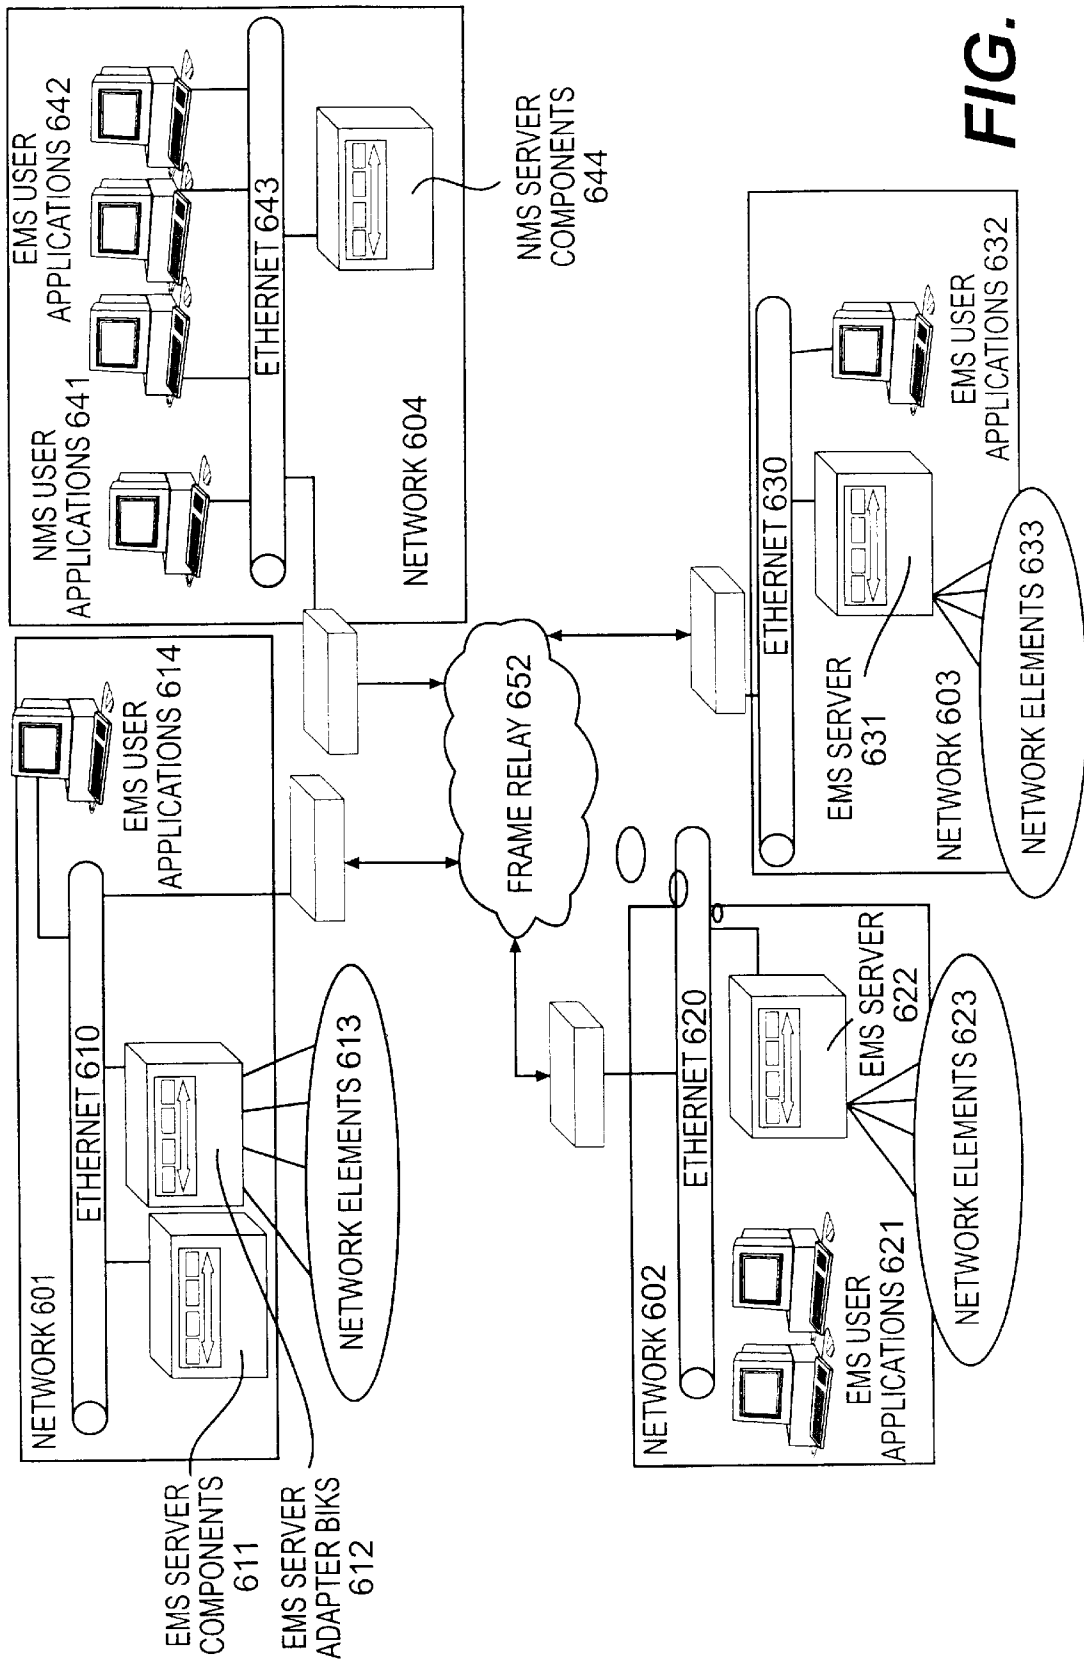 NETWORK 601
ETHERNET 610
EMS USER
APPLICATIONS 614
EMS SERVER
COMPONENTS
611
EMS SERVER
ADAPTER BIKS
612
NETWORK ELEMENTS 613
NMS USER
APPLICATIONS 641
EMS USER
APPLICATIONS 642
ETHERNET 643
NETWORK 604
NMS SERVER
COMPONENTS
644
FRAME RELAY 652
NETWORK 602
ETHERNET 620
EMS USER
APPLICATIONS 621
EMS SERVER
622
NETWORK ELEMENTS 623
ETHERNET 630
EMS SERVER
631
EMS USER
APPLICATIONS 632
NETWORK 603
NETWORK ELEMENTS 633
FIG.